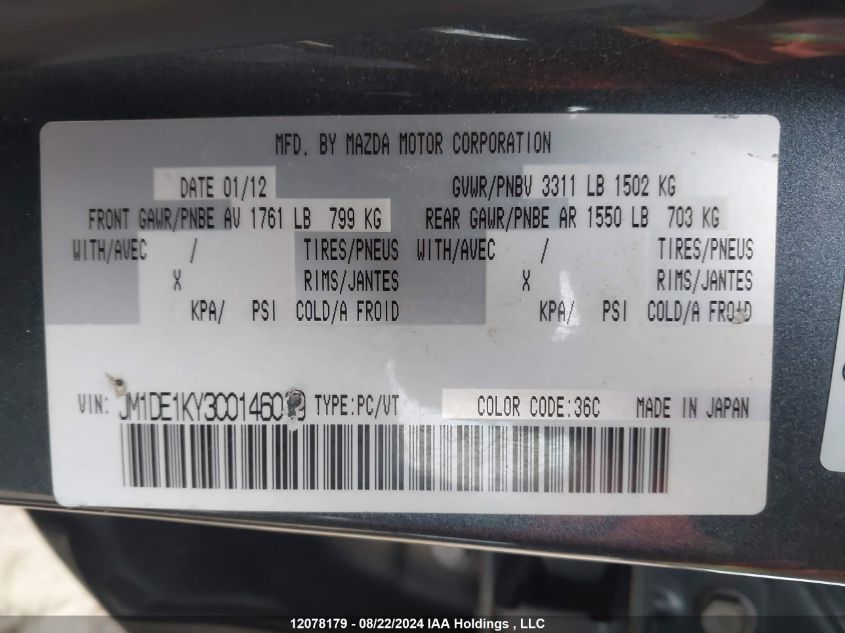 MFD. BY MAZDA MOTOR CORPORATION
DATE 01/12 GVWR/PNBV 3311 LB 1502 KG
FRONT GAWR/PNBE AV 1761 LB 799 KG REAR GAWR/PNBE AR 1550 LB 703 KG
WITH/AVEC / TIRES/PNEUS WITH/AVEC / TIRES/PNEUS
X RIMS/JANTES X RIMS/JANTES
KPA/ PSI COLD/A FROID KPA/ PSI COLD/A FROID
VIN: TYPE:PC/VT COLOR CODE:36C MADE IN JAPAN
12078179 - 08/22/2024 IAA Holdings , LLC